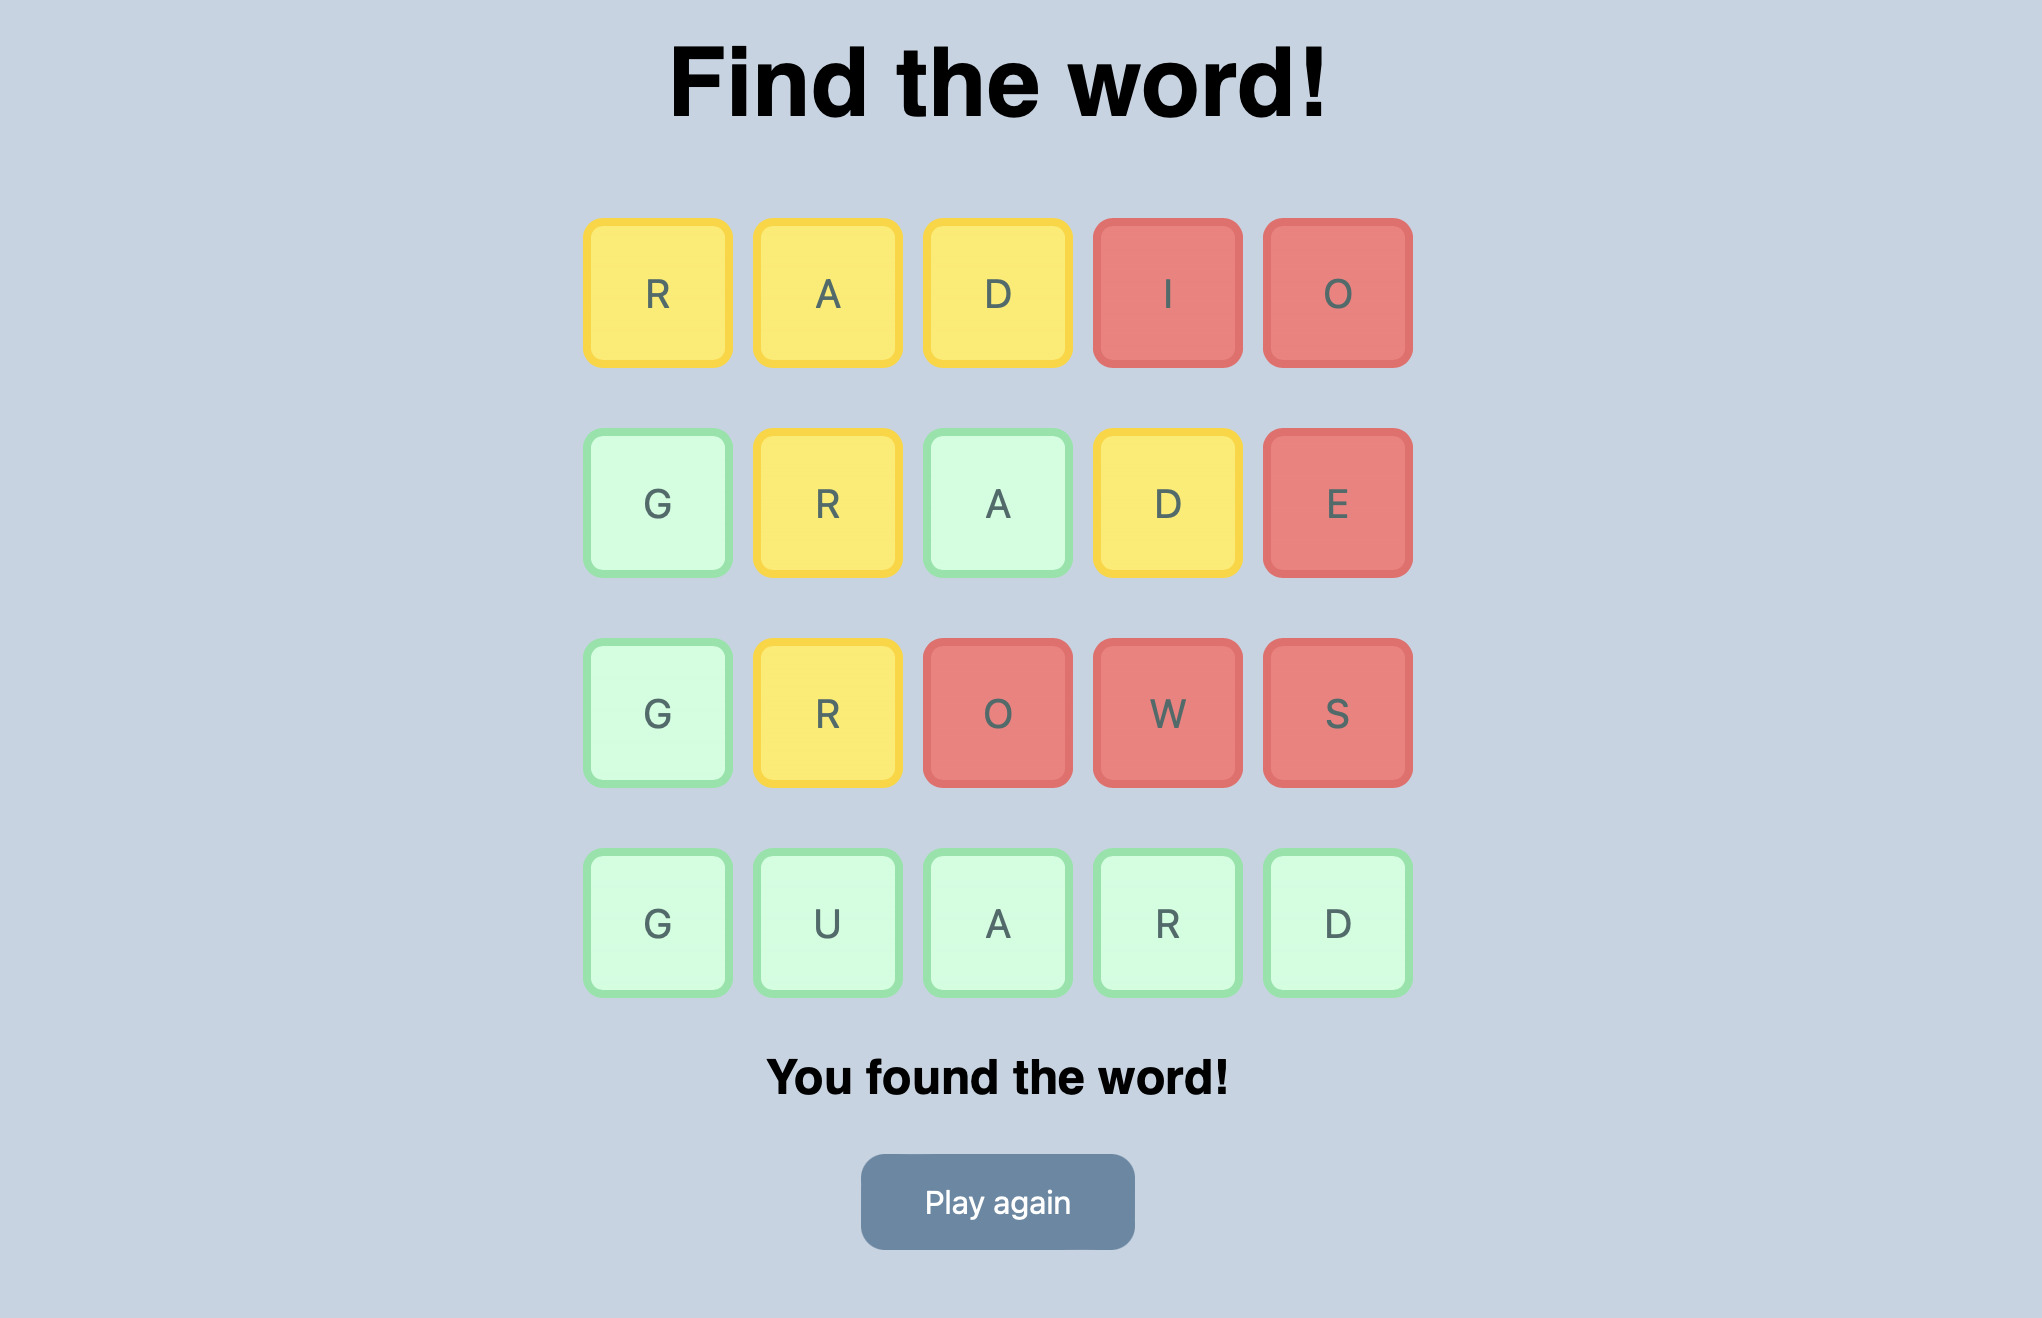 Find the word!
R A D I O
G R A D E
G R O W S
G U A R D
You found the word!
Play again